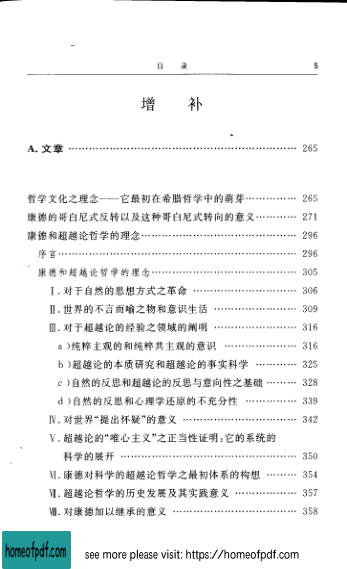 目 录 5
增 补
A. 文章 …… 265
哲学文化之理念——它最初在希腊哲学中的萌芽…… 265
康德的哥白尼式反转以及这种哥白尼式转向的意义…… 271
康德和超越论哲学的理念…… 296
序言…… 296
康德和超越论哲学的理念…… 305
Ⅰ. 对于自然的思想方式之革命 …… 306
Ⅱ. 世界的不言而喻之物和意识生活 …… 309
Ⅲ. 对于超越论的经验之领域的阐明 …… 316
a)纯粹主观的和纯粹共主观的意识 …… 316
b)超越论的本质研究和超越论的事实科学 …… 325
c)自然的反思和超越论的反思与意向性之基础…… 328
d)自然的反思和心理学还原的不充分性 …… 339
Ⅳ. 对世界“提出怀疑”的意义 …… 342
Ⅴ. 超越论的“唯心主义”之正当性证明;它的系统的
科学的展开 …… 350
Ⅵ. 康德对科学的超越论哲学之最初体系的构想 …… 354
Ⅶ. 超越论哲学的历史发展及其实践意义 …… 357
Ⅷ. 对康德加以继承的意义 …… 358
homeofpdf.com
see more please visit: https://homeofpdf.com